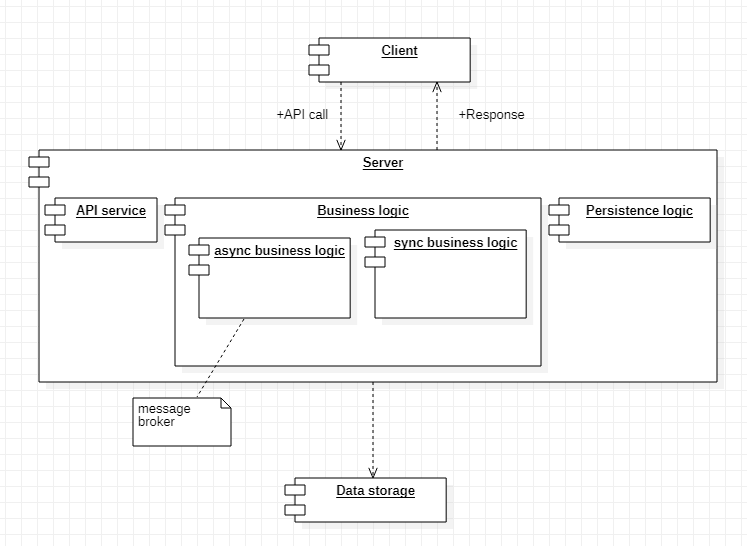 Client
+API call
+Response
Server
API service
Business logic
Persistence logic
async business logic
sync business logic
message
broker
Data storage